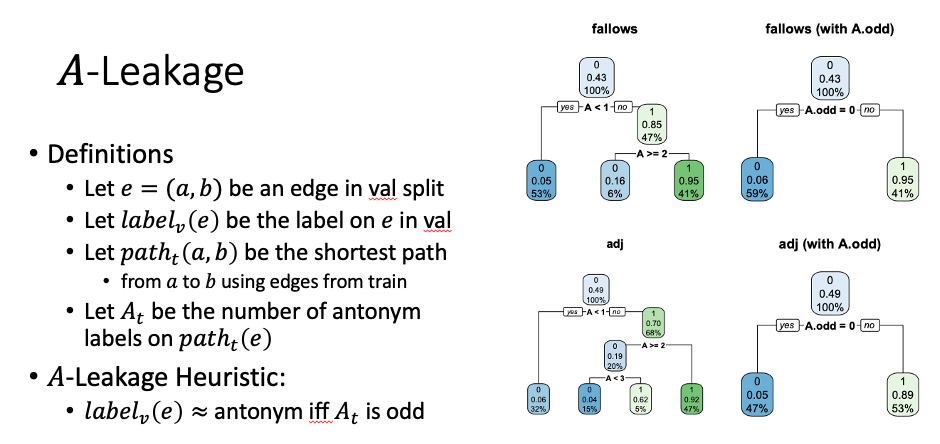 A-Leakage
• Definitions
• Let e = (a, b) be an edge in val split
• Let label_v(e) be the label on e in val
• Let path_t(a, b) be the shortest path
• from a to b using edges from train
• Let A_t be the number of antonym
labels on path_t(e)
• A-Leakage Heuristic:
• label_v(e) ≈ antonym iff A_t is odd
fallows
0
0.43
100%
yes A < 1 no
1
0.85
47%
A >= 2
0
0.05
53%
0
0.16
6%
1
0.95
41%
fallows (with A.odd)
0
0.43
100%
yes A.odd = 0 no
0
0.06
59%
1
0.95
41%
adj
0
0.49
100%
yes A < 1 no
1
0.70
68%
A >= 2
0
0.19
20%
A < 3
0
0.06
32%
0
0.04
15%
1
0.62
5%
1
0.92
47%
adj (with A.odd)
0
0.49
100%
yes A.odd = 0 no
0
0.05
47%
1
0.89
53%